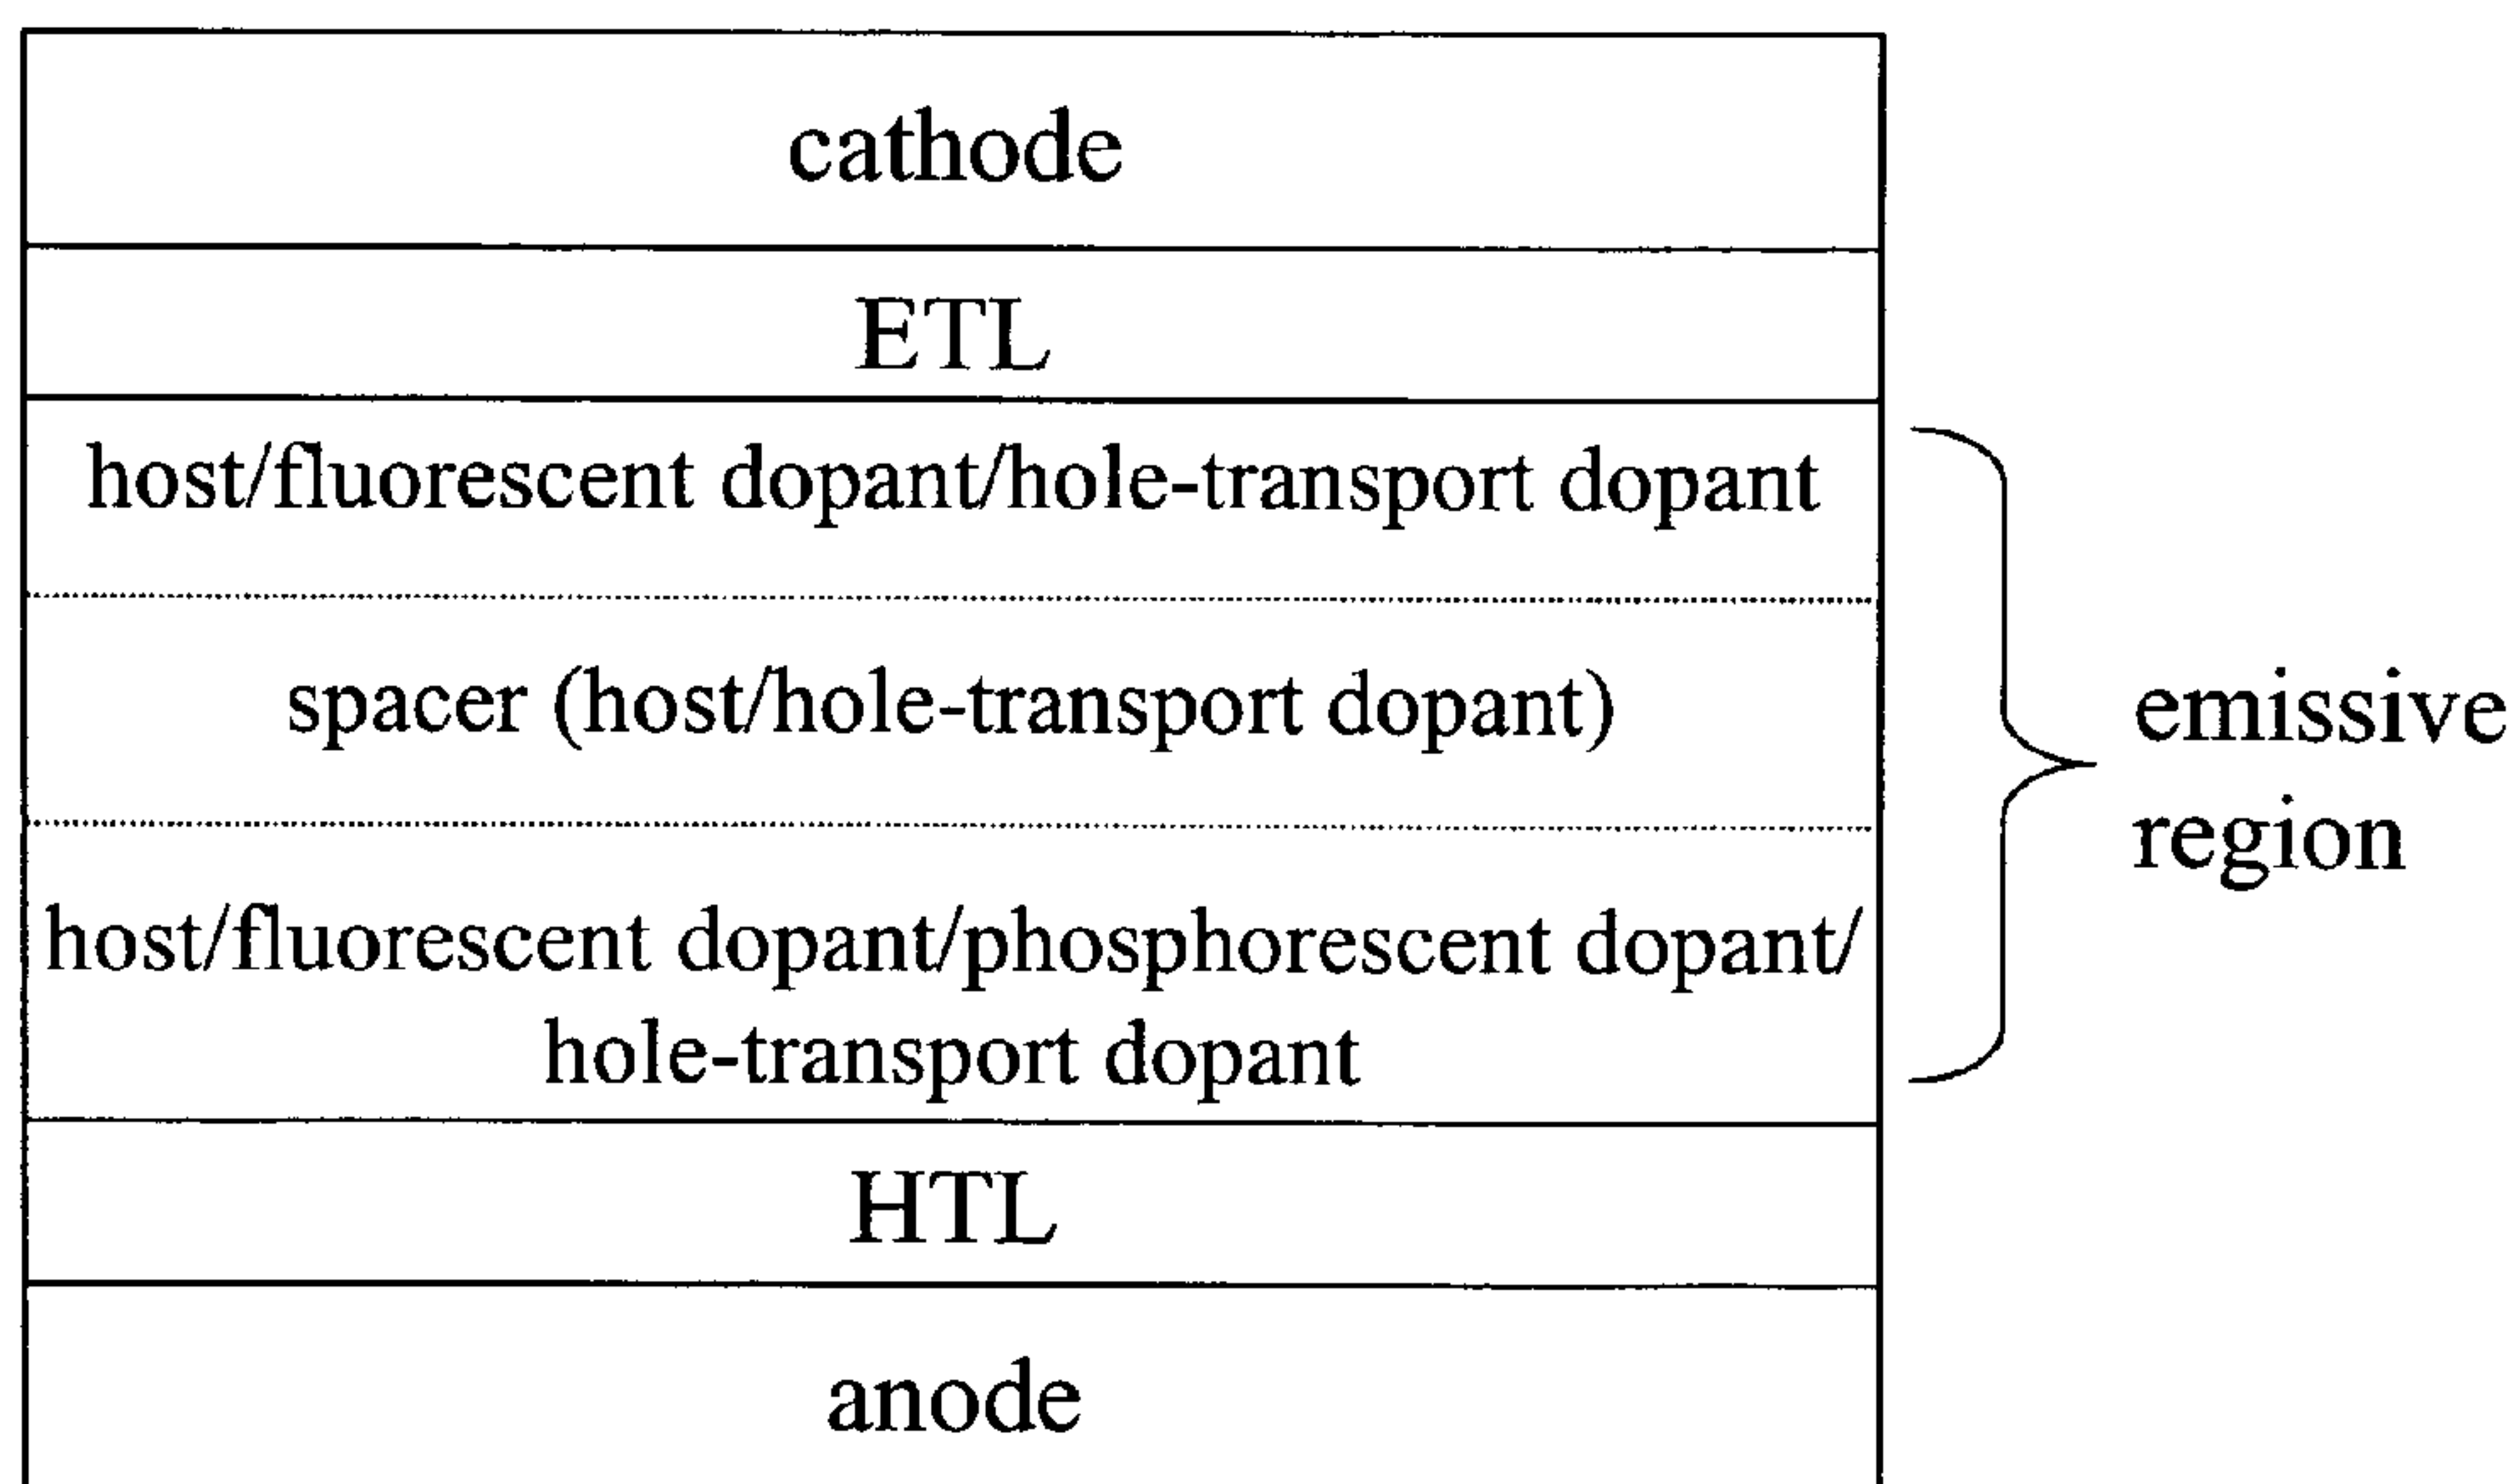 cathode
ETL
host/fluorescent dopant/hole-transport dopant
spacer (host/hole-transport dopant)
host/fluorescent dopant/phosphorescent dopant/
hole-transport dopant
HTL
anode
emissive
region